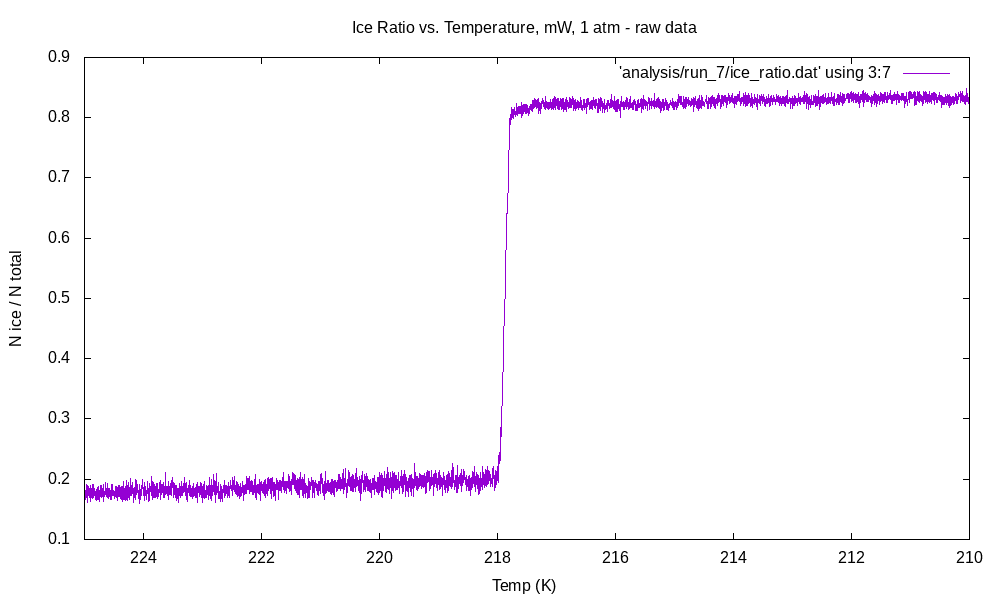 Ice Ratio vs. Temperature, mW, 1 atm - raw data
'analysis/run_7/ice_ratio.dat' using 3:7
N ice / N total
0.9
0.8
0.7
0.6
0.5
0.4
0.3
0.2
0.1
224 222 220 218 216 214 212 210
Temp (K)